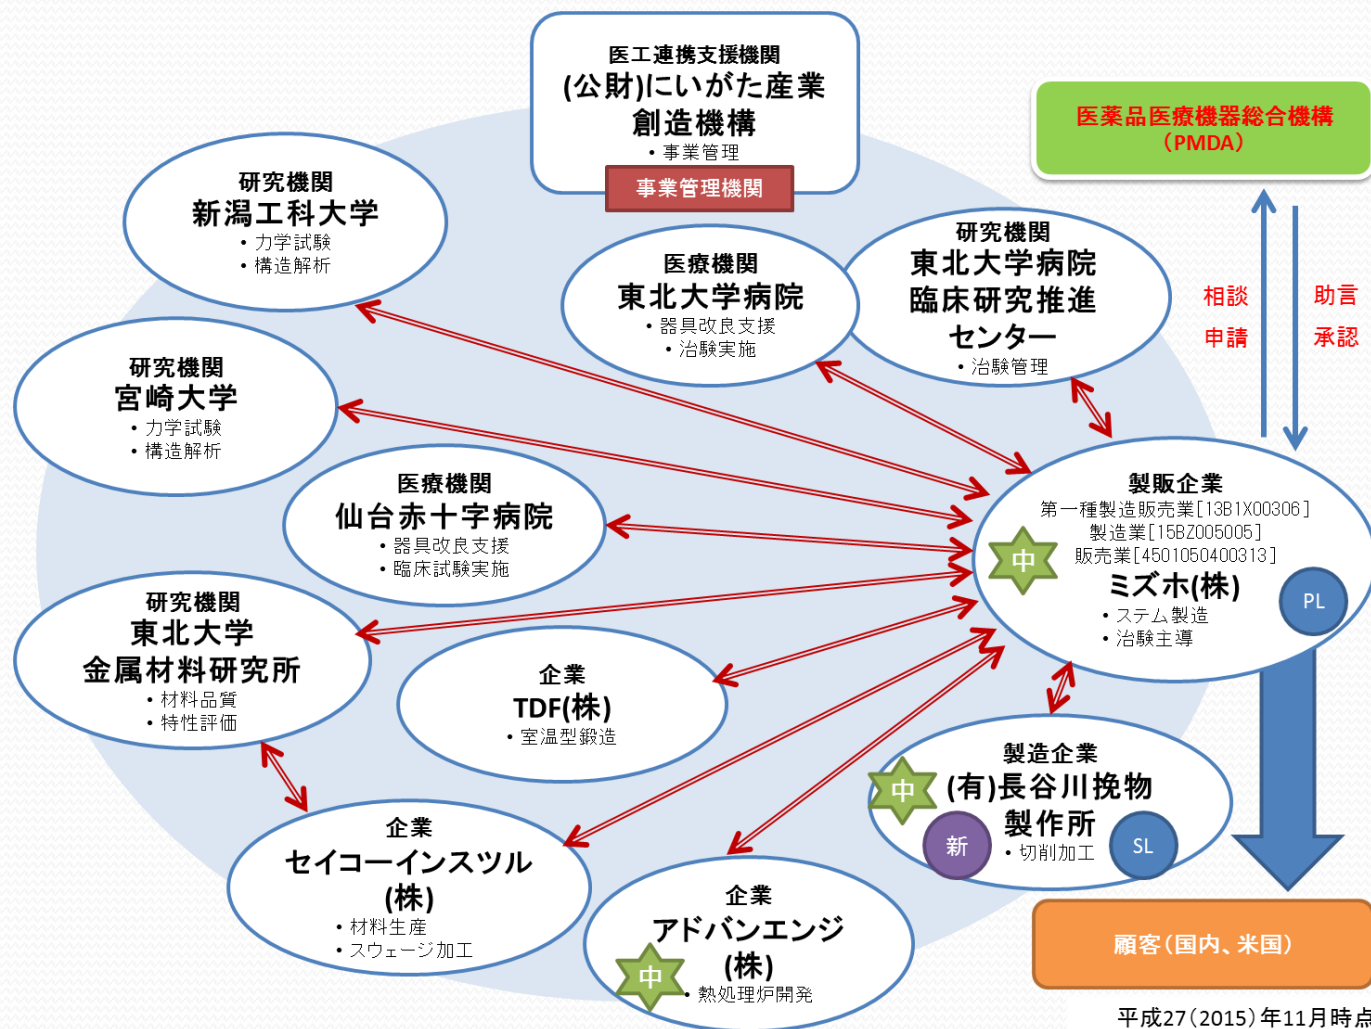 医工連携支援機関
(公財)にいがた産業
創造機構
• 事業管理
事業管理機関
医薬品医療機器総合機構
（PMDA）
相談
申請
助言
承認
研究機関
新潟工科大学
• 力学試験
• 構造解析
医療機関
東北大学病院
• 器具改良支援
• 治験実施
研究機関
東北大学病院
臨床研究推進
センター
• 治験管理
研究機関
宮崎大学
• 力学試験
• 構造解析
医療機関
仙台赤十字病院
• 器具改良支援
• 臨床試験実施
製販企業
第一種製造販売業[13B1X00306]
製造業[15BZ005005]
販売業[4501050400313]
中
ミズホ(株)
• ステム製造
• 治験主導
PL
研究機関
東北大学
金属材料研究所
• 材料品質
• 特性評価
企業
TDF(株)
• 室温型鍛造
製造企業
中
(有)長谷川挽物
製作所
• 切削加工
新
SL
企業
セイコーインスツル
(株)
• 材料生産
• スウェージ加工
企業
アドバンエンジ
(株)
中
• 熱処理炉開発
顧客（国内、米国）
平成27（2015）年11月時点